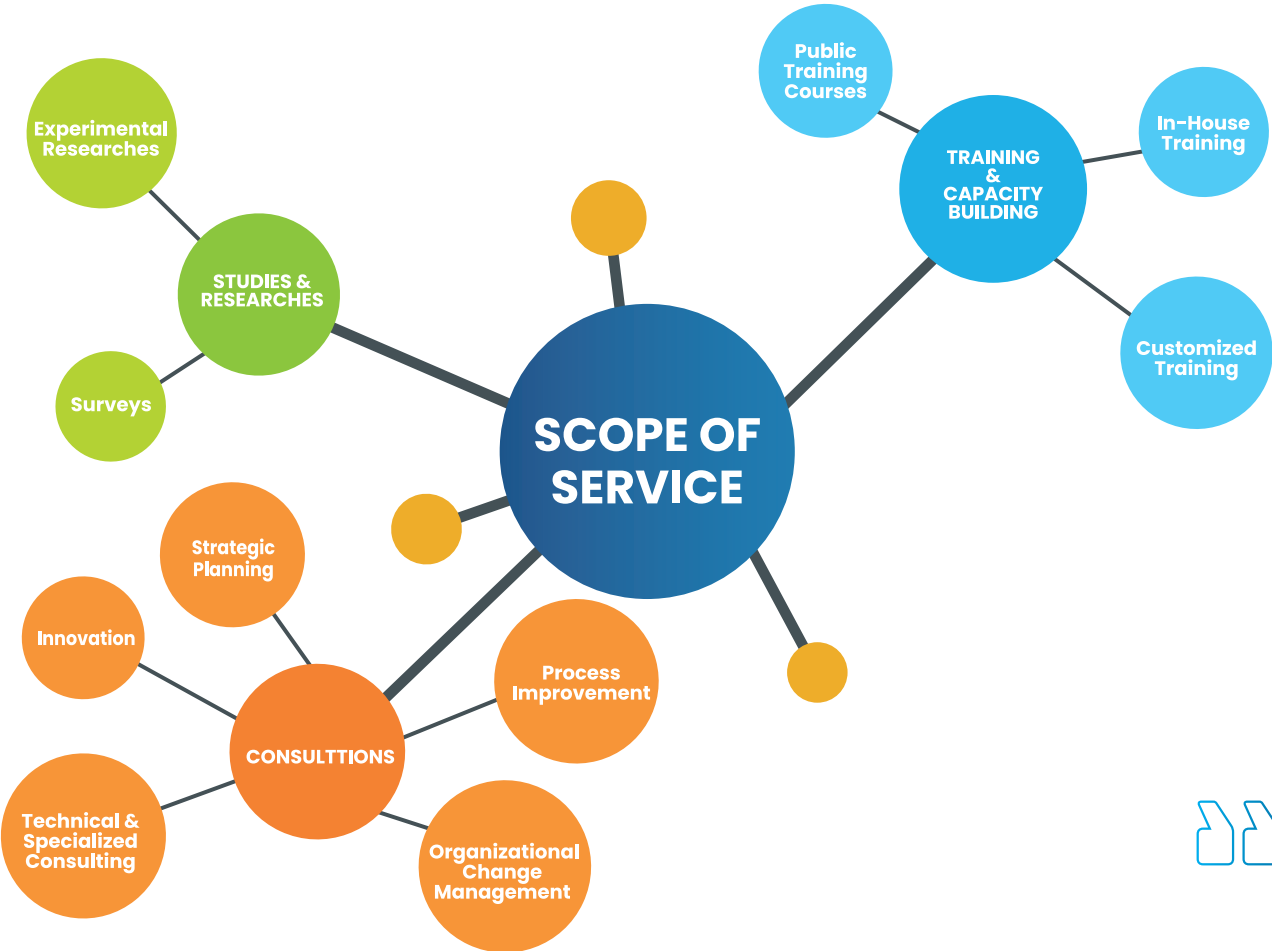 Public
Training
Courses
In-House
Training
TRAINING
&
CAPACITY
BUILDING
Customized
Training
Experimental
Researches
STUDIES &
RESEARCHES
Surveys
SCOPE OF
SERVICE
Strategic
Planning
Innovation
Process
Improvement
CONSULTTIONS
Technical &
Specialized
Consulting
Organizational
Change
Management